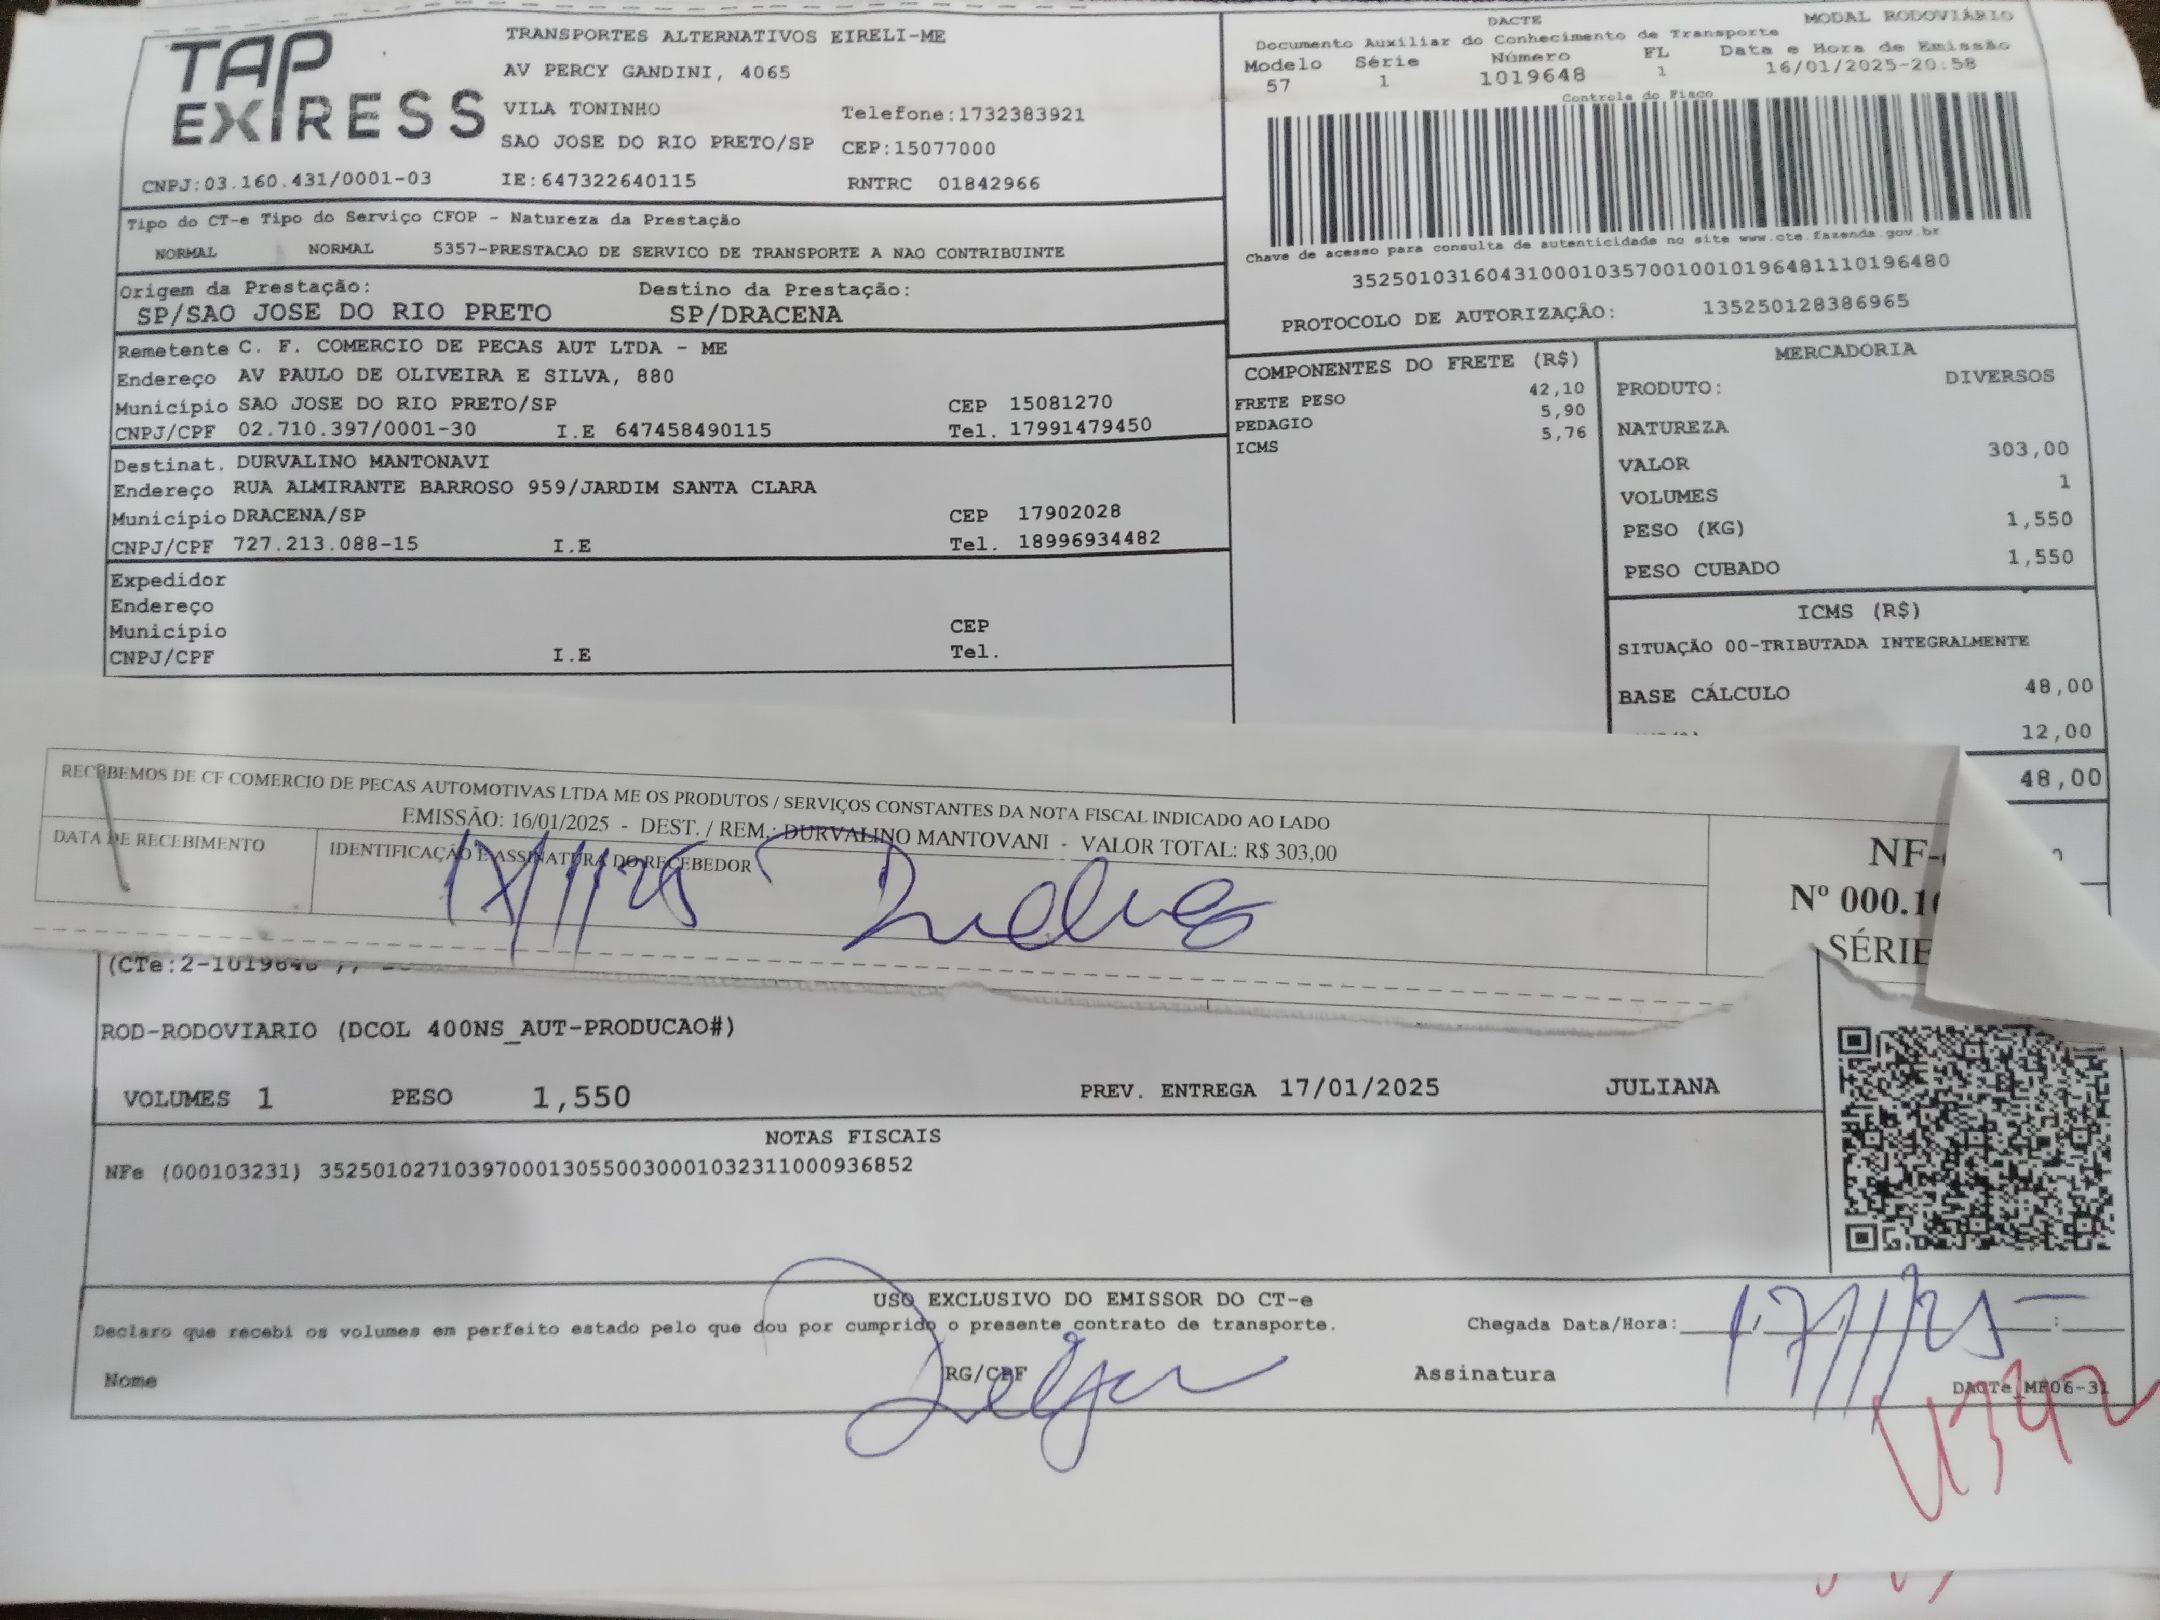 TAP EXPRESS
TRANSPORTES ALTERNATIVOS EIRELI-ME
AV PERCY GANDINI, 4065
VILA TONINHO Telefone:1732383921
SAO JOSE DO RIO PRETO/SP CEP:15077000
CNPJ:03.160.431/0001-03 IE:647322640115 RNTRC 01842966
DACTE MODAL RODOVIÁRIO
Documento Auxiliar do Conhecimento de Transporte
Modelo Série Número FL Data e Hora de Emissão
57 1 1019648 1 16/01/2025-20:58
Controle do Fisco
Chave de acesso para consulta de autenticidade no site www.cte.fazenda.gov.br
35250103160431000103570010010196481110196480
PROTOCOLO DE AUTORIZAÇÃO: 135250128386965
Tipo do CT-e Tipo do Serviço CFOP - Natureza da Prestação
NORMAL NORMAL 5357-PRESTACAO DE SERVICO DE TRANSPORTE A NAO CONTRIBUINTE
Origem da Prestação: Destino da Prestação:
SP/SAO JOSE DO RIO PRETO SP/DRACENA
Remetente C. F. COMERCIO DE PECAS AUT LTDA - ME
Endereço AV PAULO DE OLIVEIRA E SILVA, 880
Município SAO JOSE DO RIO PRETO/SP CEP 15081270
CNPJ/CPF 02.710.397/0001-30 I.E 647458490115 Tel. 17991479450
Destinat. DURVALINO MANTONAVI
Endereço RUA ALMIRANTE BARROSO 959/JARDIM SANTA CLARA
Município DRACENA/SP CEP 17902028
CNPJ/CPF 727.213.088-15 I.E Tel. 18996934482
Expedidor
Endereço
Município CEP
CNPJ/CPF I.E Tel.
COMPONENTES DO FRETE (R$)
FRETE PESO 42,10
PEDAGIO 5,90
ICMS 5,76
MERCADORIA
PRODUTO: DIVERSOS
NATUREZA
VALOR 303,00
VOLUMES 1
PESO (KG) 1,550
PESO CUBADO 1,550
ICMS (R$)
SITUAÇÃO 00-TRIBUTADA INTEGRALMENTE
BASE CÁLCULO 48,00
12,00
48,00
RECEBEMOS DE CF COMERCIO DE PECAS AUTOMOTIVAS LTDA ME OS PRODUTOS / SERVIÇOS CONSTANTES DA NOTA FISCAL INDICADO AO LADO
EMISSÃO: 16/01/2025 - DEST. / REM.: DURVALINO MANTOVANI - VALOR TOTAL: R$ 303,00
DATA DE RECEBIMENTO IDENTIFICAÇÃO E ASSINATURA DO RECEBEDOR
17/1/25
NF-
Nº 000.10
SÉRIE
(CTe:2-1019648
ROD-RODOVIARIO (DCOL 400NS_AUT-PRODUCAO#)
VOLUMES 1 PESO 1,550 PREV. ENTREGA 17/01/2025 JULIANA
NOTAS FISCAIS
NFe (000103231) 35250102710397000130550030001032311000936852
USO EXCLUSIVO DO EMISSOR DO CT-e
Declaro que recebi os volumes em perfeito estado pelo que dou por cumprido o presente contrato de transporte.
Chegada Data/Hora: 17/1/25
Nome RG/CPF Assinatura
DACTe_MF06-31